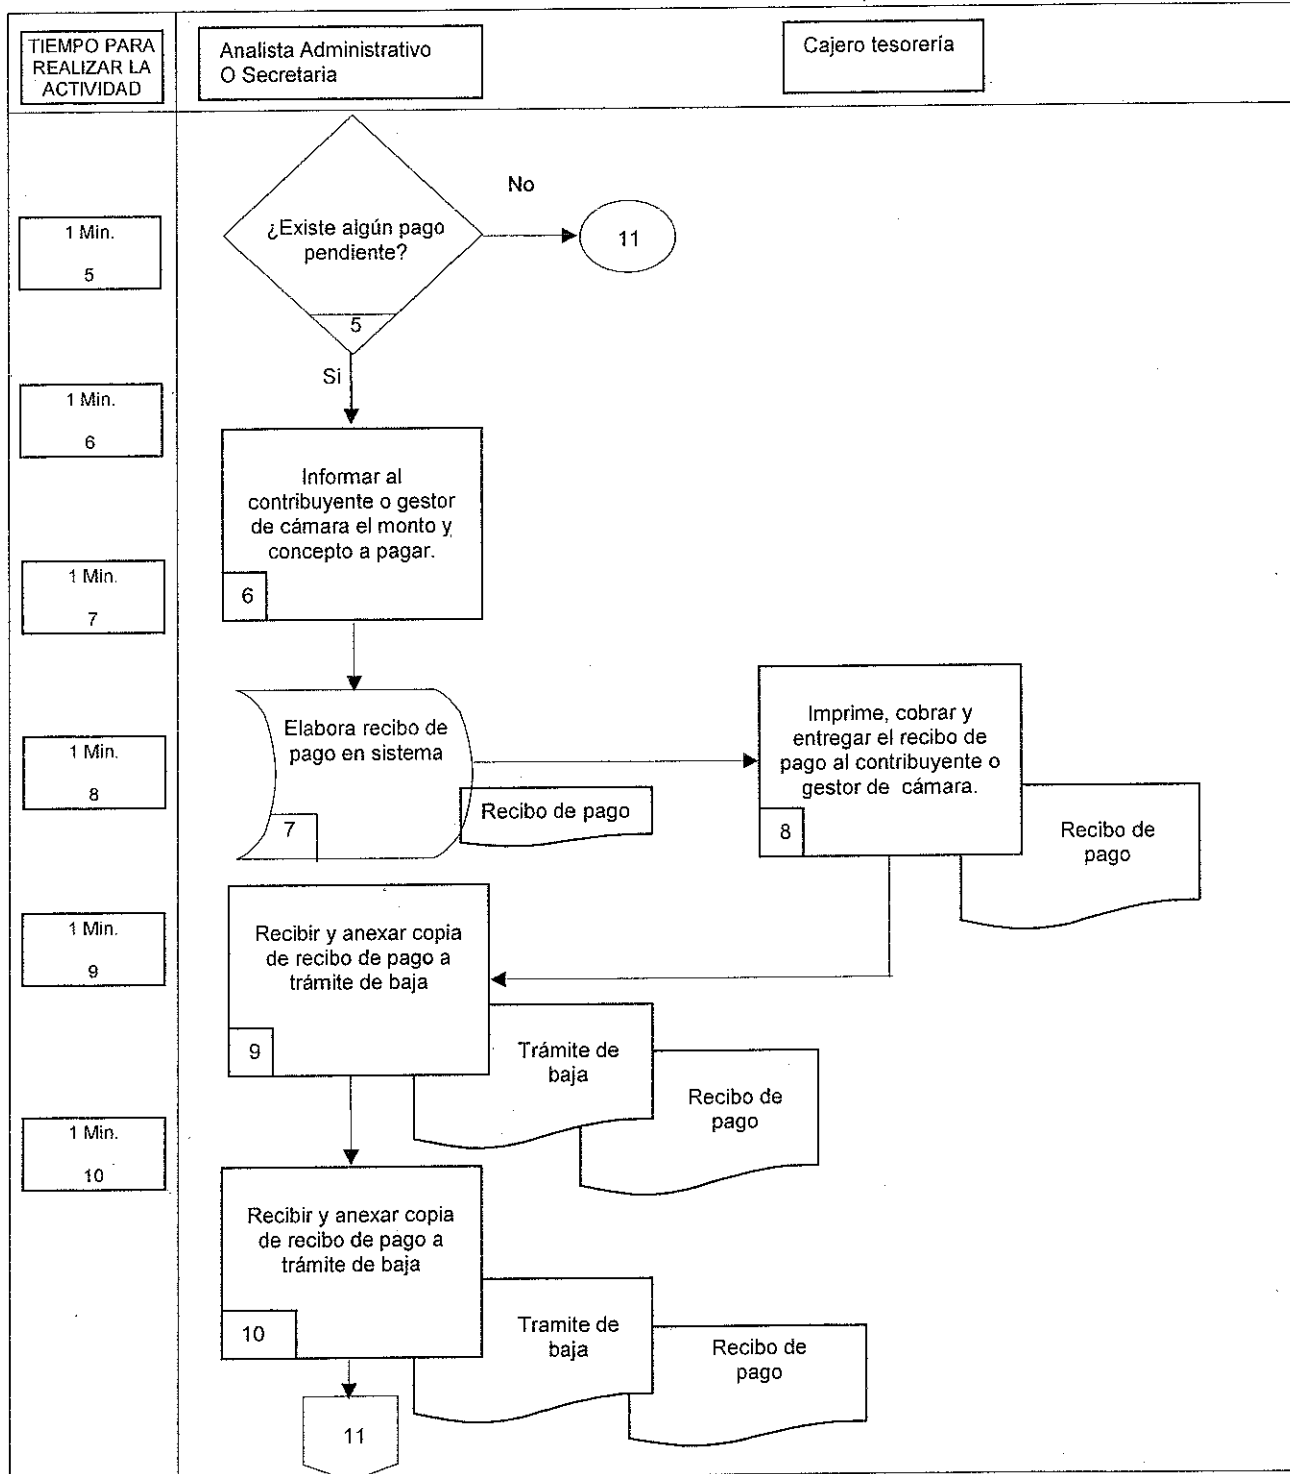 TIEMPO PARA
REALIZAR LA
ACTIVIDAD
Analista Administrativo
O Secretaria
Cajero tesorería
1 Min.
5
¿Existe algún pago
pendiente?
5
No
11
Si
1 Min.
6
Informar al
contribuyente o gestor
de cámara el monto y
concepto a pagar.
6
1 Min.
7
Elabora recibo de
pago en sistema
7
Recibo de pago
1 Min.
8
Imprime, cobrar y
entregar el recibo de
pago al contribuyente o
gestor de cámara.
8
Recibo de
pago
1 Min.
9
Recibir y anexar copia
de recibo de pago a
trámite de baja
9
Trámite de
baja
Recibo de
pago
1 Min.
10
Recibir y anexar copia
de recibo de pago a
trámite de baja
10
Tramite de
baja
Recibo de
pago
11